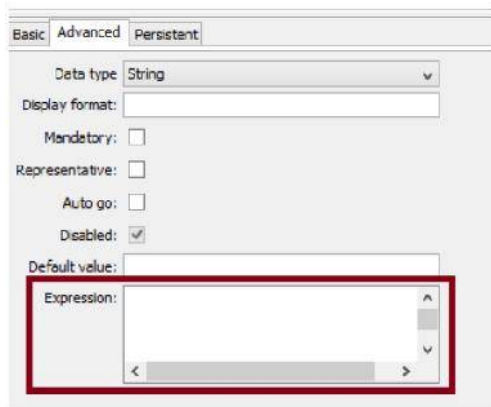 Basic Advanced Persistent
Data type String
Display format:
Mandatory:
Representative:
Auto go:
Disabled:
Default value:
Expression: